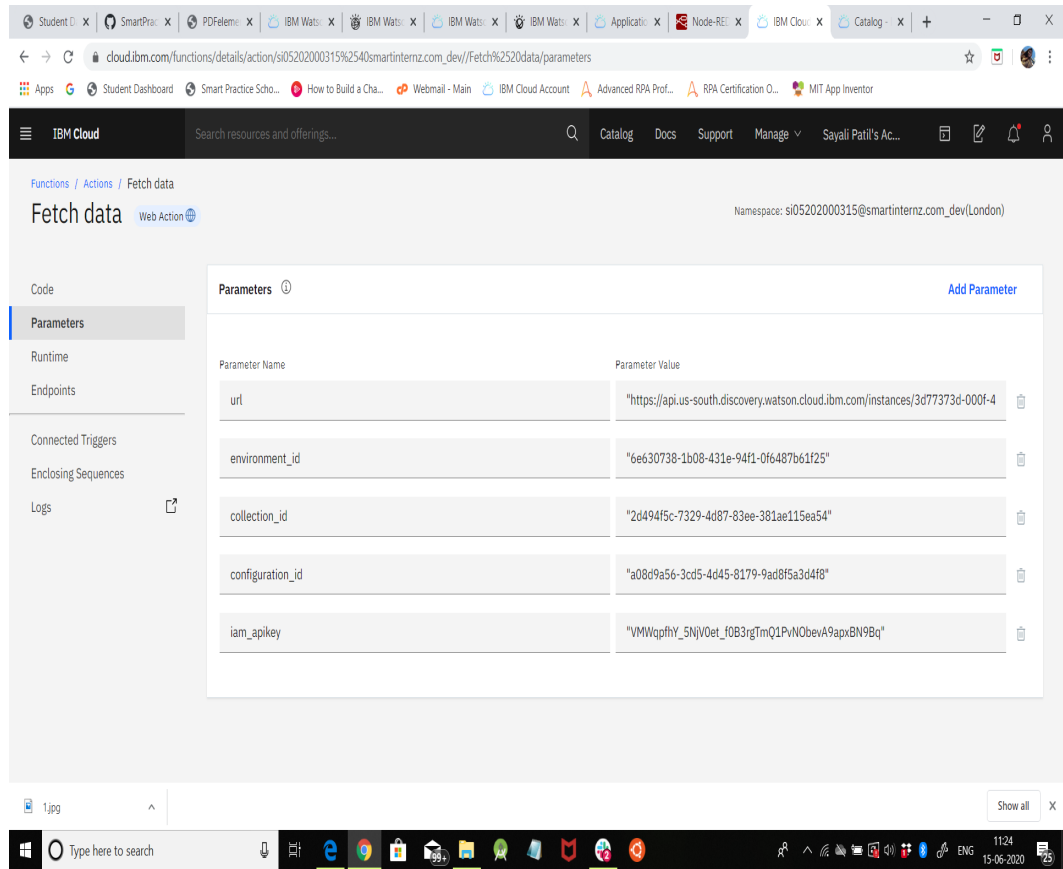 Student D
SmartPrac
PDFeleme
IBM Wats
IBM Wats
IBM Wats
IBM Wats
Applicatio
Node-RED
IBM Clou
Catalog -
cloud.ibm.com/functions/details/action/si05202000315%2540smartinternz.com_dev//Fetch%2520data/parameters
Apps
Student Dashboard
Smart Practice Scho...
How to Build a Cha...
Webmail - Main
IBM Cloud Account
Advanced RPA Prof...
RPA Certification O...
MIT App Inventor
IBM Cloud
Search resources and offerings...
Catalog
Docs
Support
Manage
Sayali Patil's Ac...
Functions / Actions / Fetch data
Fetch data
Web Action
Namespace: si05202000315@smartinternz.com_dev(London)
Code
Parameters
Runtime
Endpoints
Connected Triggers
Enclosing Sequences
Logs
Parameters
Add Parameter
Parameter Name
Parameter Value
url
"https://api.us-south.discovery.watson.cloud.ibm.com/instances/3d77373d-000f-4
environment_id
"6e630738-1b08-431e-94f1-0f6487b61f25"
collection_id
"2d494f5c-7329-4d87-83ee-381ae115ea54"
configuration_id
"a08d9a56-3cd5-4d45-8179-9ad8f5a3d4f8"
iam_apikey
"VMWqpfhY_5NjV0et_f0B3rgTmQ1PvNObevA9apxBN9Bq"
1.jpg
Show all
Type here to search
99+
2
ENG
11:24
15-06-2020
25